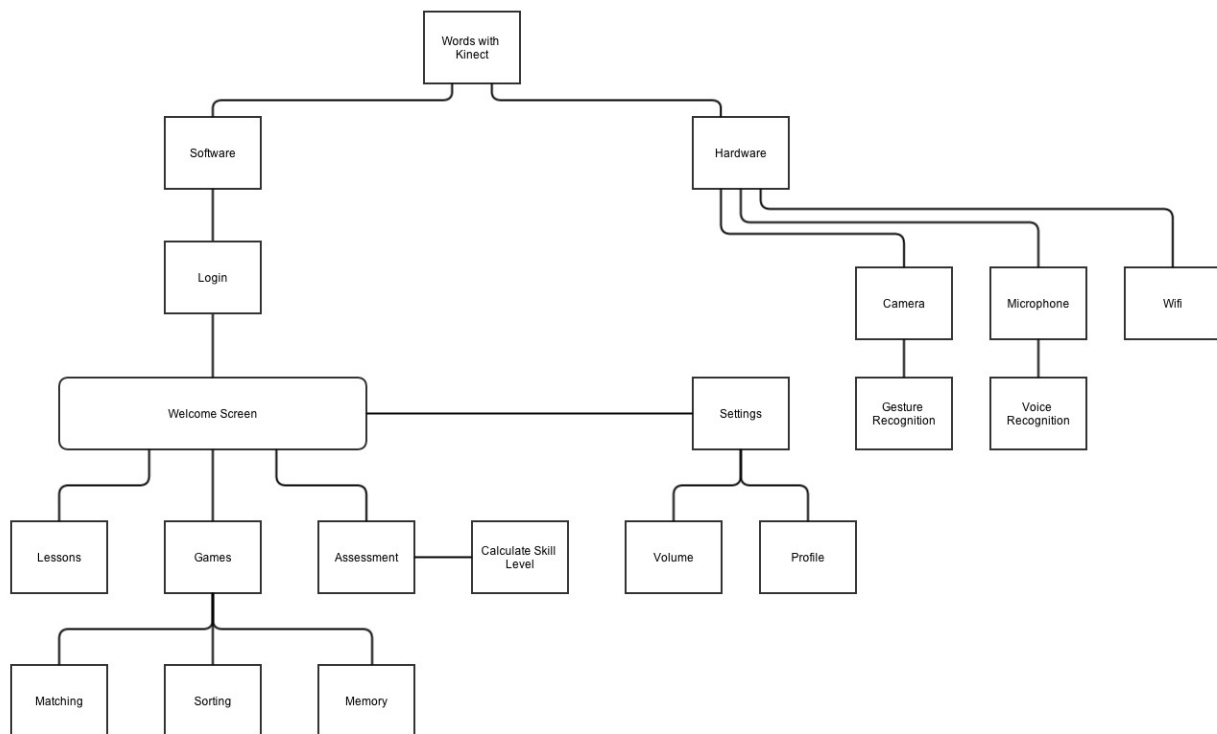 Words with
Kinect
Software
Hardware
Login
Camera
Microphone
Wifi
Welcome Screen
Settings
Gesture
Recognition
Voice
Recognition
Lessons
Games
Assessment
Calculate Skill
Level
Volume
Profile
Matching
Sorting
Memory